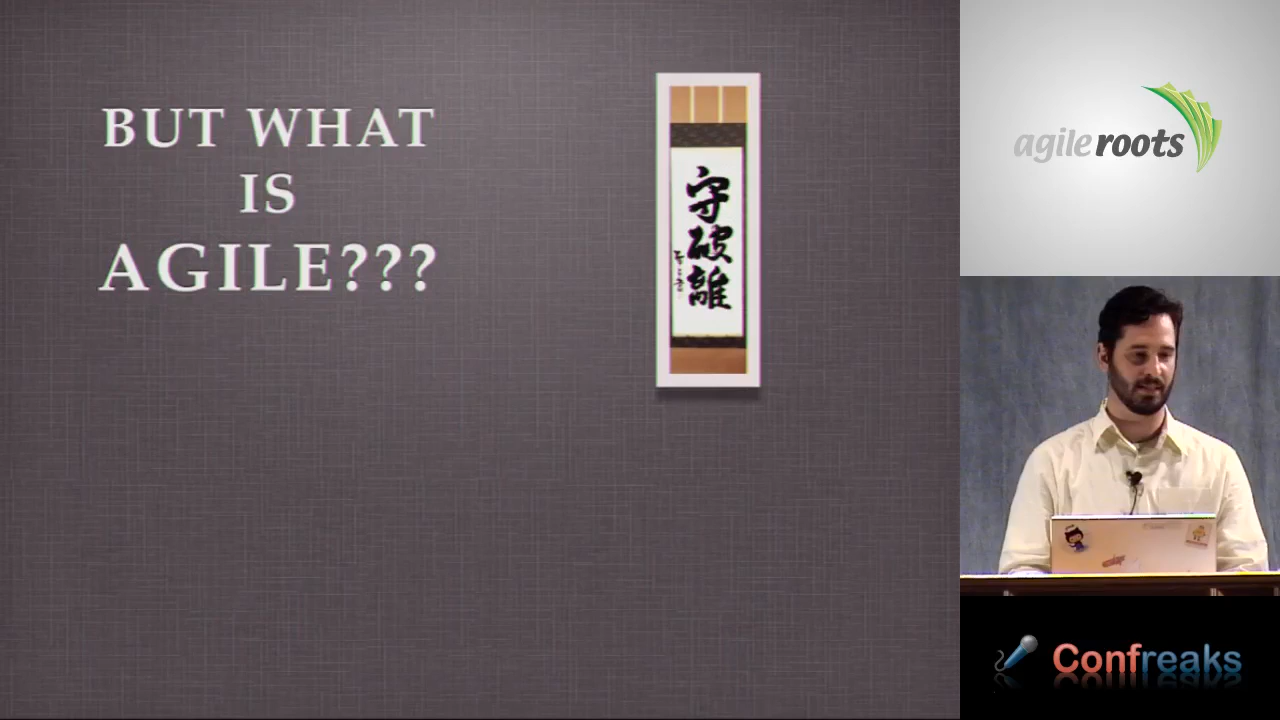 BUT WHAT
IS
AGILE???
守破離
agileroots
Confreaks